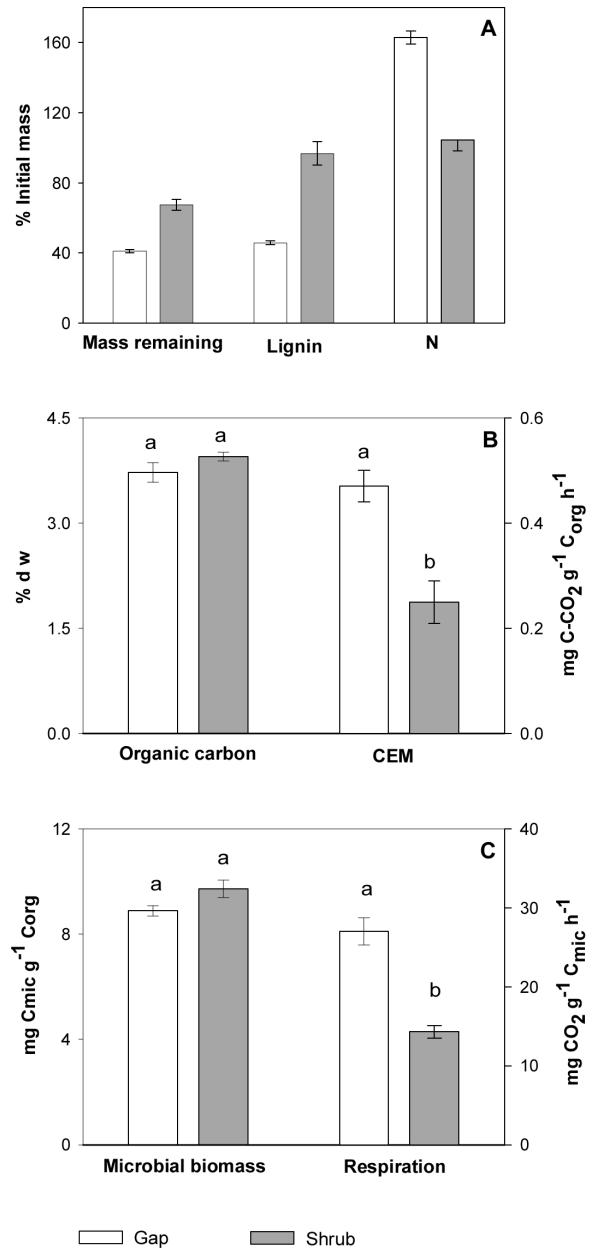 A
% Initial mass
160
120
80
40
0
Mass remaining
Lignin
N
B
% d w
4.5
3.0
1.5
0.0
a
a
a
b
0.6
0.4
0.2
0.0
mg C-CO2 g-1 Corg h-1
Organic carbon
CEM
C
mg Cmic g-1 Corg
12
8
4
0
a
a
a
b
40
30
20
10
0
mg CO2 g-1 Cmic h-1
Microbial biomass
Respiration
Gap
Shrub